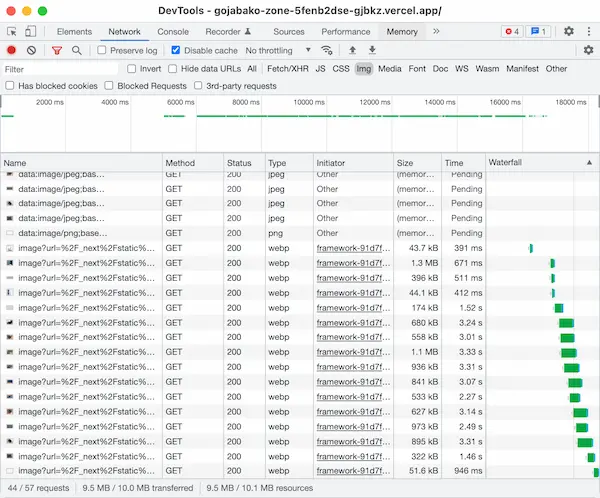 DevTools - gojabako-zone-5fenb2dse-gjbkz.vercel.app/
Elements Network Console Recorder Sources Performance Memory » 4 1
Preserve log Disable cache No throttling
Filter Invert Hide data URLs All Fetch/XHR JS CSS Img Media Font Doc WS Wasm Manifest Other
Has blocked cookies Blocked Requests 3rd-party requests
2000 ms 4000 ms 6000 ms 8000 ms 10000 ms 12000 ms 14000 ms 16000 ms 18000 ms
Name Method Status Type Initiator Size Time Waterfall
data:image/jpeg;bas... GET 200 jpeg Other (memor... Pending
data:image/jpeg;bas... GET 200 jpeg Other (memor... Pending
data:image/jpeg;bas... GET 200 jpeg Other (memor... Pending
data:image/jpeg;bas... GET 200 jpeg Other (memor... Pending
data:image/png;base... GET 200 png Other (memor... Pending
image?url=%2F_next%2Fstatic%... GET 200 webp framework-91d7f... 43.7 kB 391 ms
image?url=%2F_next%2Fstatic%... GET 200 webp framework-91d7f... 1.3 MB 671 ms
image?url=%2F_next%2Fstatic%... GET 200 webp framework-91d7f... 396 kB 511 ms
image?url=%2F_next%2Fstatic%... GET 200 webp framework-91d7f... 44.1 kB 412 ms
image?url=%2F_next%2Fstatic%... GET 200 webp framework-91d7f... 174 kB 1.52 s
image?url=%2F_next%2Fstatic%... GET 200 webp framework-91d7f... 680 kB 3.24 s
image?url=%2F_next%2Fstatic%... GET 200 webp framework-91d7f... 558 kB 3.01 s
image?url=%2F_next%2Fstatic%... GET 200 webp framework-91d7f... 1.1 MB 3.33 s
image?url=%2F_next%2Fstatic%... GET 200 webp framework-91d7f... 936 kB 3.31 s
image?url=%2F_next%2Fstatic%... GET 200 webp framework-91d7f... 841 kB 3.07 s
image?url=%2F_next%2Fstatic%... GET 200 webp framework-91d7f... 533 kB 2.27 s
image?url=%2F_next%2Fstatic%... GET 200 webp framework-91d7f... 627 kB 3.14 s
image?url=%2F_next%2Fstatic%... GET 200 webp framework-91d7f... 973 kB 2.49 s
image?url=%2F_next%2Fstatic%... GET 200 webp framework-91d7f... 895 kB 3.31 s
image?url=%2F_next%2Fstatic%... GET 200 webp framework-91d7f... 322 kB 1.46 s
image?url=%2F_next%2Fstatic%... GET 200 webp framework-91d7f... 51.6 kB 946 ms
44 / 57 requests 9.5 MB / 10.0 MB transferred 9.5 MB / 10.1 MB resources